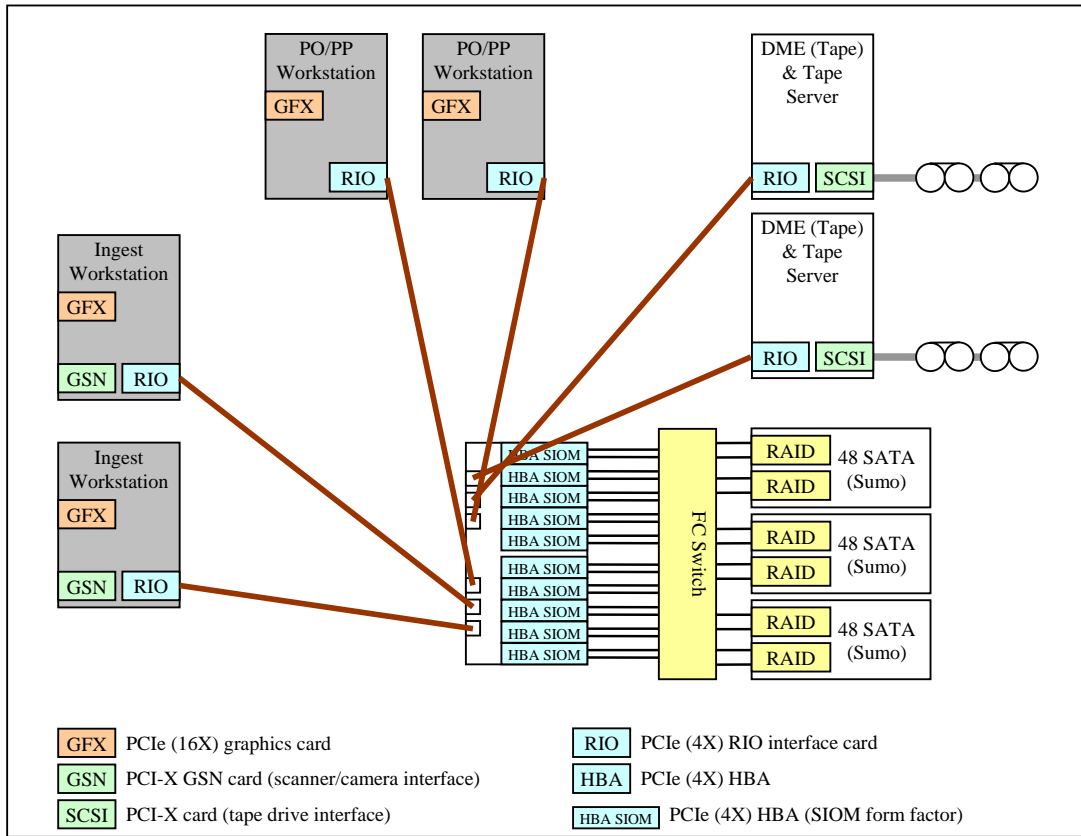 PO/PP
Workstation
GFX
RIO
PO/PP
Workstation
GFX
RIO
DME (Tape)
& Tape
Server
RIO
SCSI
DME (Tape)
& Tape
Server
RIO
SCSI
Ingest
Workstation
GFX
GSN
RIO
Ingest
Workstation
GFX
GSN
RIO
HBA SIOM
HBA SIOM
HBA SIOM
HBA SIOM
HBA SIOM
HBA SIOM
HBA SIOM
HBA SIOM
HBA SIOM
HBA SIOM
FC Switch
RAID
RAID
48 SATA
(Sumo)
RAID
RAID
48 SATA
(Sumo)
RAID
RAID
48 SATA
(Sumo)
GFX PCIe (16X) graphics card
GSN PCI-X GSN card (scanner/camera interface)
SCSI PCI-X card (tape drive interface)
RIO PCIe (4X) RIO interface card
HBA PCIe (4X) HBA
HBA SIOM PCIe (4X) HBA (SIOM form factor)